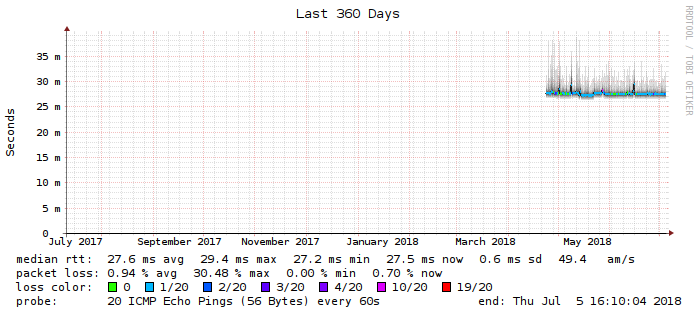 Last 360 Days
RRDTOOL / TOBI OETIKER
Seconds
35 m
30 m
25 m
20 m
15 m
10 m
5 m
0
July 2017 September 2017 November 2017 January 2018 March 2018 May 2018
median rtt: 27.6 ms avg 29.4 ms max 27.2 ms min 27.5 ms now 0.6 ms sd 49.4 am/s
packet loss: 0.94 % avg 30.48 % max 0.00 % min 0.70 % now
loss color: 0 1/20 2/20 3/20 4/20 10/20 19/20
probe: 20 ICMP Echo Pings (56 Bytes) every 60s end: Thu Jul 5 16:10:04 2018